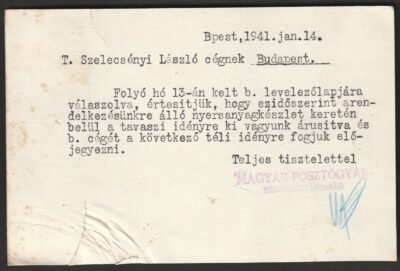 Bpest,1941.jan.14.
T. Szelecsényi László cégnek Budapest.
Folyó hó 13-án kelt b. levelezőlapjára
válaszolva, értesitjük, hogy ezidőszerint aren-
delkezésünkre álló nyersanyagkészlet keretén
belül a tavaszi idényre ki vagyunk árusitva és
b. cégét a következő téli idényre fogjuk elő-
jegyezni.
Teljes tisztelettel
MAGYAR POSZTÓGYÁR